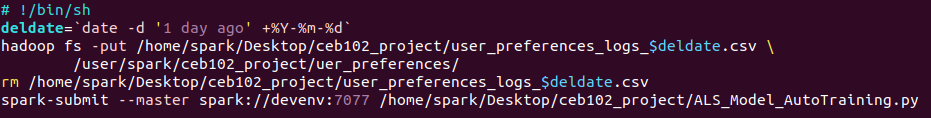 # !/bin/sh
deldate=`date -d '1 day ago' +%Y-%m-%d`
hadoop fs -put /home/spark/Desktop/ceb102_project/user_preferences_logs_$deldate.csv \
        /user/spark/ceb102_project/uer_preferences/
rm /home/spark/Desktop/ceb102_project/user_preferences_logs_$deldate.csv
spark-submit --master spark://devenv:7077 /home/spark/Desktop/ceb102_project/ALS_Model_AutoTraining.py